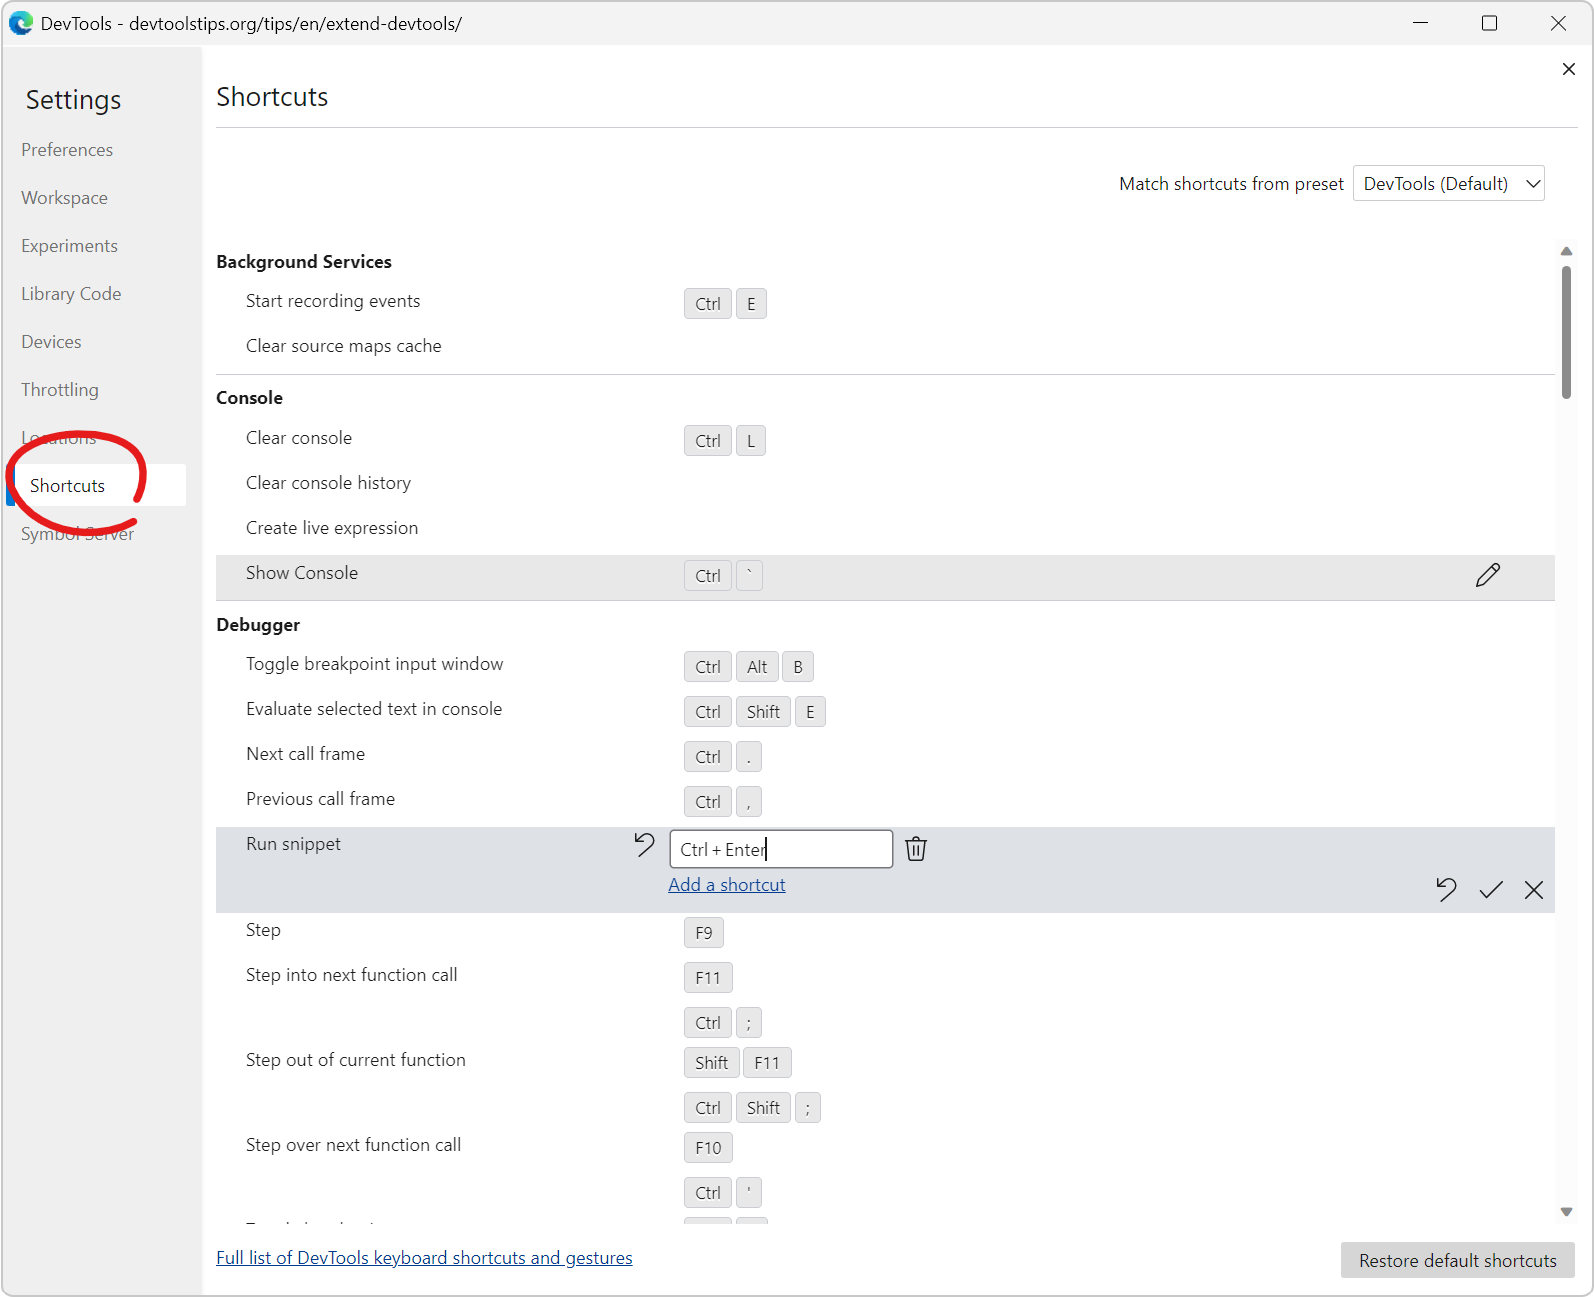 DevTools - devtoolstips.org/tips/en/extend-devtools/
Settings
Preferences
Workspace
Experiments
Library Code
Devices
Throttling
Locations
Shortcuts
Symbol Server
Shortcuts
Match shortcuts from preset DevTools (Default)
Background Services
Start recording events Ctrl E
Clear source maps cache
Console
Clear console Ctrl L
Clear console history
Create live expression
Show Console Ctrl `
Debugger
Toggle breakpoint input window Ctrl Alt B
Evaluate selected text in console Ctrl Shift E
Next call frame Ctrl .
Previous call frame Ctrl ,
Run snippet Ctrl + Enter
Add a shortcut
Step F9
Step into next function call F11
Ctrl ;
Step out of current function Shift F11
Ctrl Shift ;
Step over next function call F10
Ctrl '
Full list of DevTools keyboard shortcuts and gestures
Restore default shortcuts